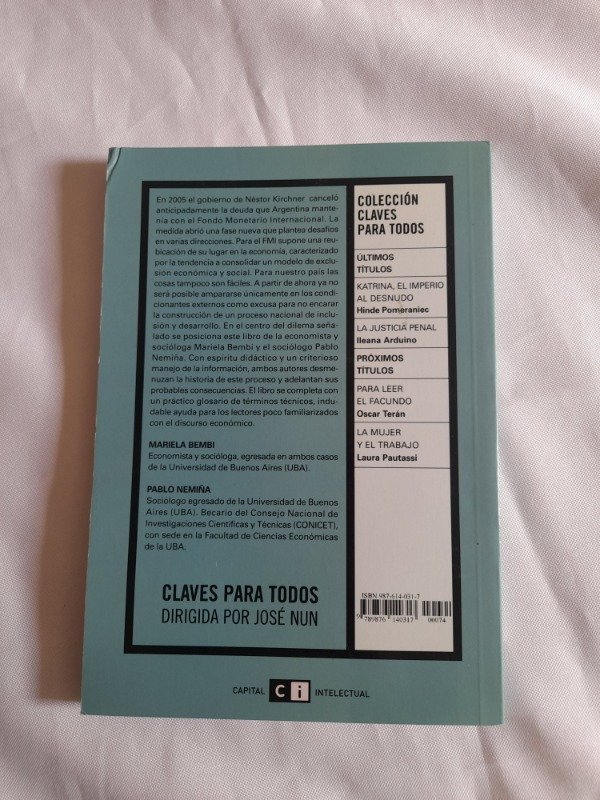 En 2005 el gobierno de Néstor Kirchner canceló
anticipadamente la deuda que Argentina mante-
nía con el Fondo Monetario Internacional. La
medida abrió una fase nueva que plantea desafíos
en varias direcciones. Para el FMI supone una reu-
bicación de su lugar en la economía, caracterizado
por la tendencia a consolidar un modelo de exclu-
sión económica y social. Para nuestro país las
cosas tampoco son fáciles. A partir de ahora ya no
será posible ampararse únicamente en los condi-
cionantes externos como excusa para no encarar
la construcción de un proceso nacional de inclu-
sión y desarrollo. En el centro del dilema seña-
lado se posiciona este libro de la economista y
socióloga Mariela Bembi y el sociólogo Pablo
Nemiña. Con espíritu didáctico y un criterioso
manejo de la información, ambos autores desme-
nuzan la historia de este proceso y adelantan sus
probables consecuencias. El libro se completa con
un práctico glosario de términos técnicos, indu-
dable ayuda para los lectores poco familiarizados
con el discurso económico.
MARIELA BEMBI
Economista y socióloga, egresada en ambos casos
de la Universidad de Buenos Aires (UBA).
PABLO NEMIÑA
Sociólogo egresado de la Universidad de Buenos
Aires (UBA). Becario del Consejo Nacional de
Investigaciones Científicas y Técnicas (CONICET),
con sede en la Facultad de Ciencias Económicas
de la UBA.
CLAVES PARA TODOS
DIRIGIDA POR JOSÉ NUN
COLECCIÓN
CLAVES
PARA TODOS
ÚLTIMOS
TÍTULOS
KATRINA, EL IMPERIO
AL DESNUDO
Hinde Pomeraniec
LA JUSTICIA PENAL
Ileana Arduino
PRÓXIMOS
TÍTULOS
PARA LEER
EL FACUNDO
Oscar Terán
LA MUJER
Y EL TRABAJO
Laura Pautassi
ISBN 987-614-031-7
9 789876 140317 00074
CAPITAL Ci INTELECTUAL